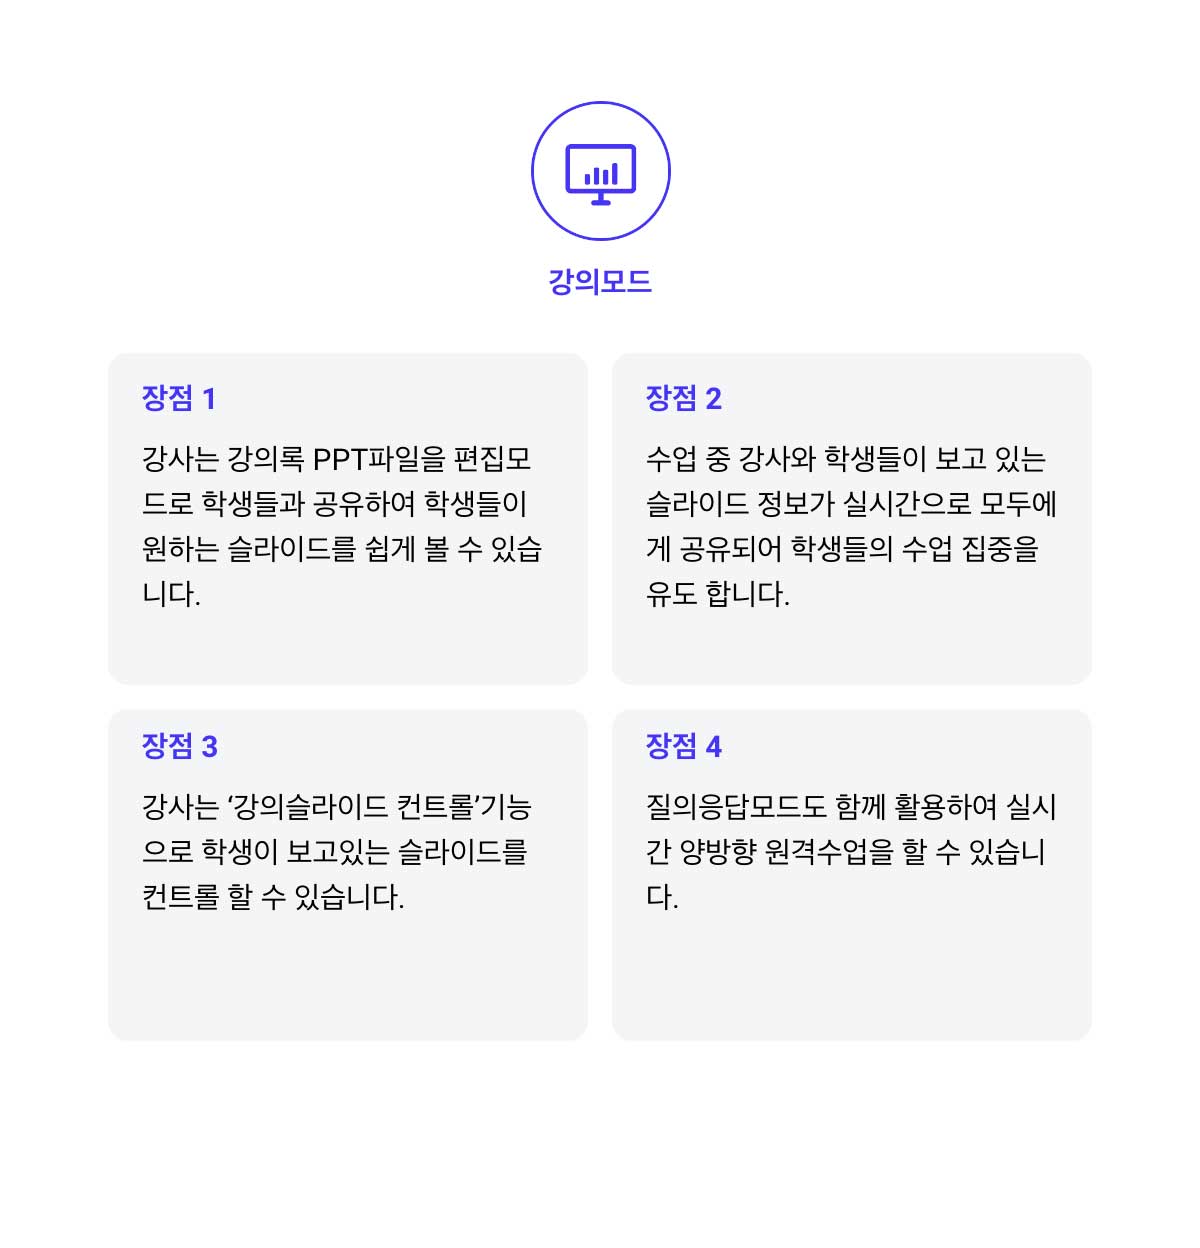 강의모드
장점 1
강사는 강의록 PPT파일을 편집모
드로 학생들과 공유하여 학생들이
원하는 슬라이드를 쉽게 볼 수 있습
니다.
장점 2
수업 중 강사와 학생들이 보고 있는
슬라이드 정보가 실시간으로 모두에
게 공유되어 학생들의 수업 집중을
유도 합니다.
장점 3
강사는 ‘강의슬라이드 컨트롤’기능
으로 학생이 보고있는 슬라이드를
컨트롤 할 수 있습니다.
장점 4
질의응답모드도 함께 활용하여 실시
간 양방향 원격수업을 할 수 있습니
다.